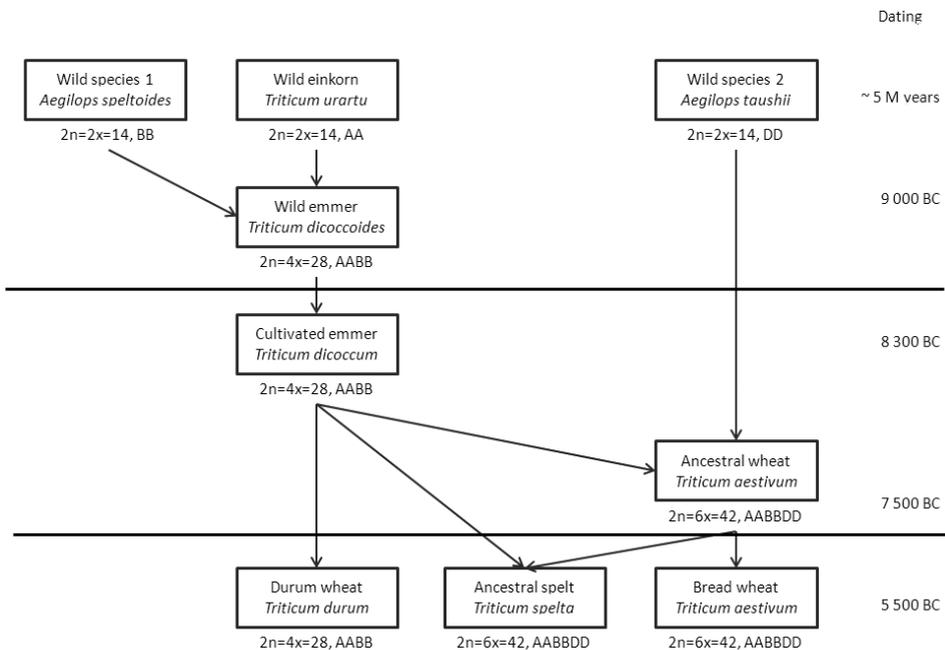 Dating
Wild species 1
Aegilops speltoides
Wild einkorn
Triticum urartu
Wild species 2
Aegilops taushii
~ 5 M years
2n=2x=14, BB
2n=2x=14, AA
2n=2x=14, DD
9 000 BC
Wild emmer
Triticum dicoccoides
2n=4x=28, AABB
Cultivated emmer
Triticum dicoccum
8 300 BC
2n=4x=28, AABB
Ancestral wheat
Triticum aestivum
7 500 BC
2n=6x=42, AABBDD
Durum wheat
Triticum durum
Ancestral spelt
Triticum spelta
Bread wheat
Triticum aestivum
5 500 BC
2n=4x=28, AABB
2n=6x=42, AABBDD
2n=6x=42, AABBDD